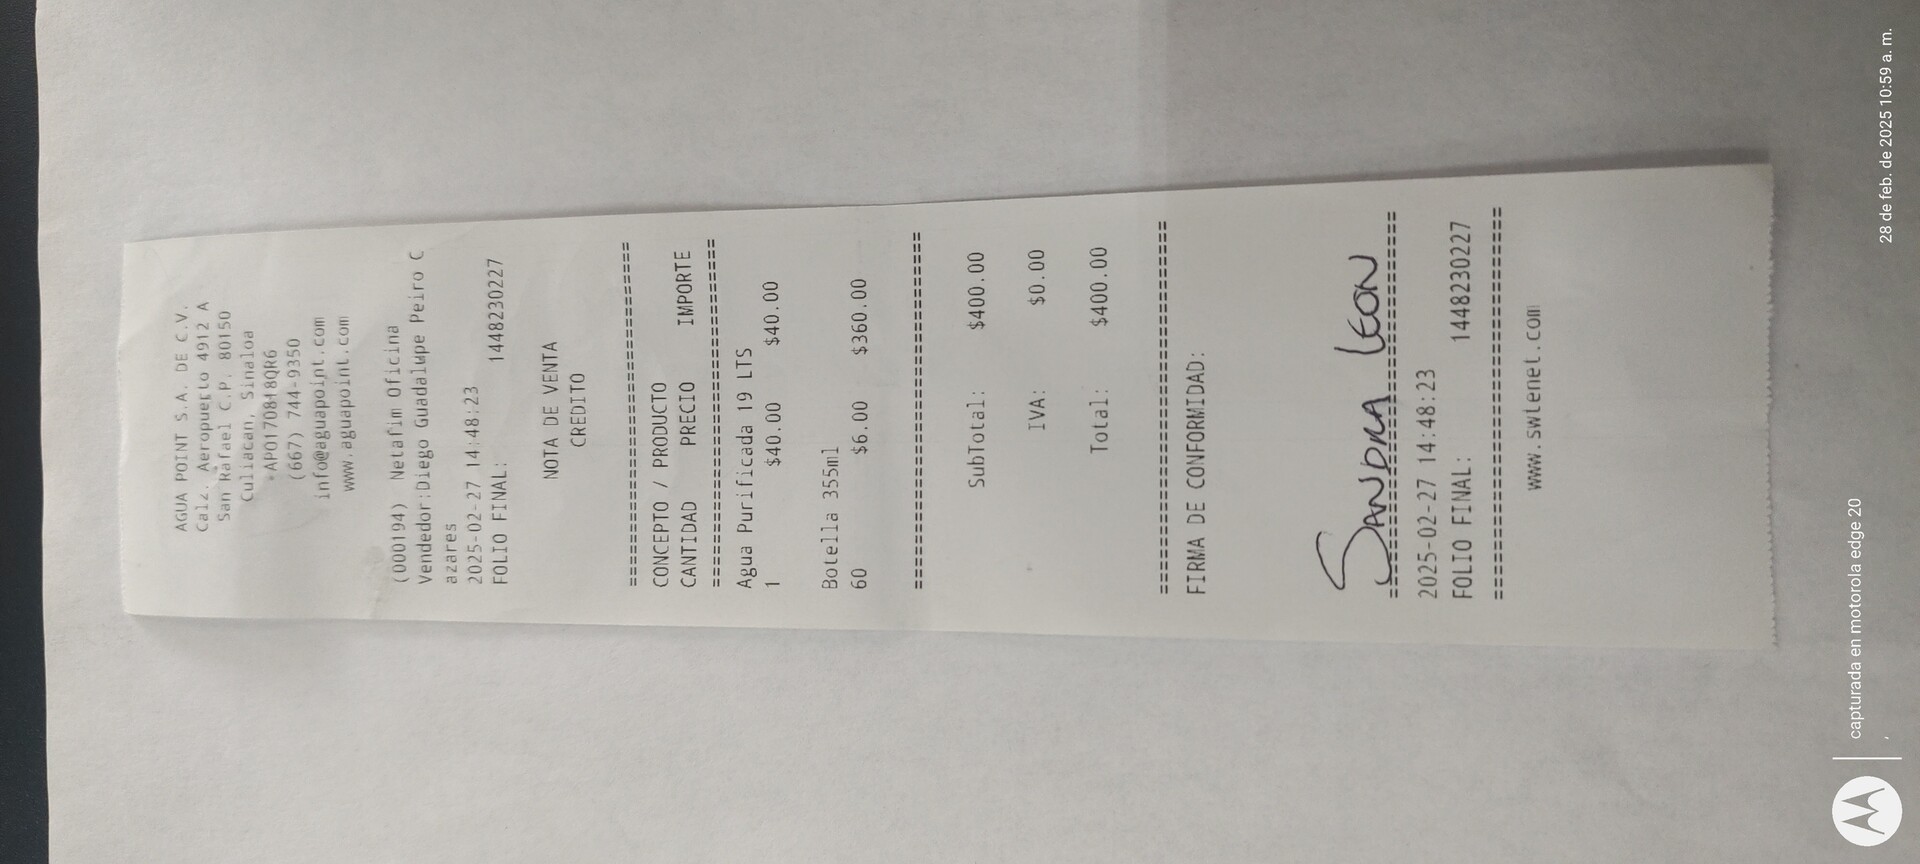 AGUA POINT S.A. DE C.V.
Calz. Aeropuerto 4912 A
San Rafael C.P. 80150
Culiacan, Sinaloa
APO170818QR6
(667) 744-9350
info@aguapoint.com
www.aguapoint.com
(000194) Netafim Oficina
Vendedor:Diego Guadalupe Peiro C
azares
2025-02-27 14:48:23
FOLIO FINAL: 1448230227
NOTA DE VENTA
CREDITO
================================
CONCEPTO / PRODUCTO
CANTIDAD PRECIO IMPORTE
================================
Agua Purificada 19 LTS
1 $40.00 $40.00
Botella 355ml
60 $6.00 $360.00
================================
SubTotal: $400.00
IVA: $0.00
Total: $400.00
================================
FIRMA DE CONFORMIDAD:
SANDRA LEON
================================
2025-02-27 14:48:23
FOLIO FINAL: 1448230227
================================
www.swlenet.com
capturada en motorola edge 20
28 de feb. de 2025 10:59 a. m.